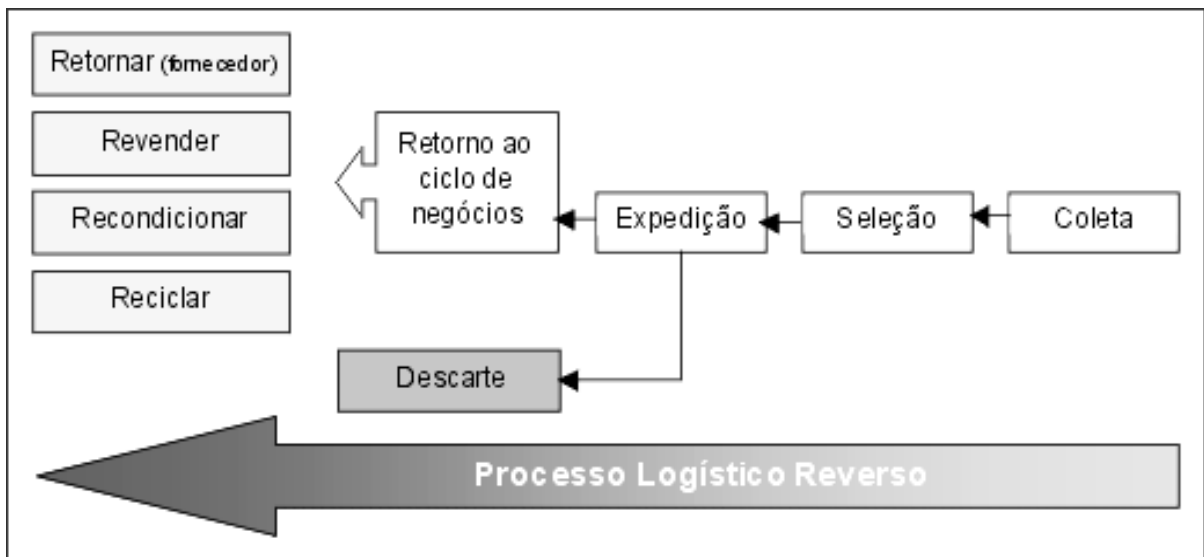 Retornar (fornecedor)
Revender
Recondicionar
Reciclar
Retorno ao
ciclo de
negócios
Expedição
Seleção
Coleta
Descarte
Processo Logístico Reverso